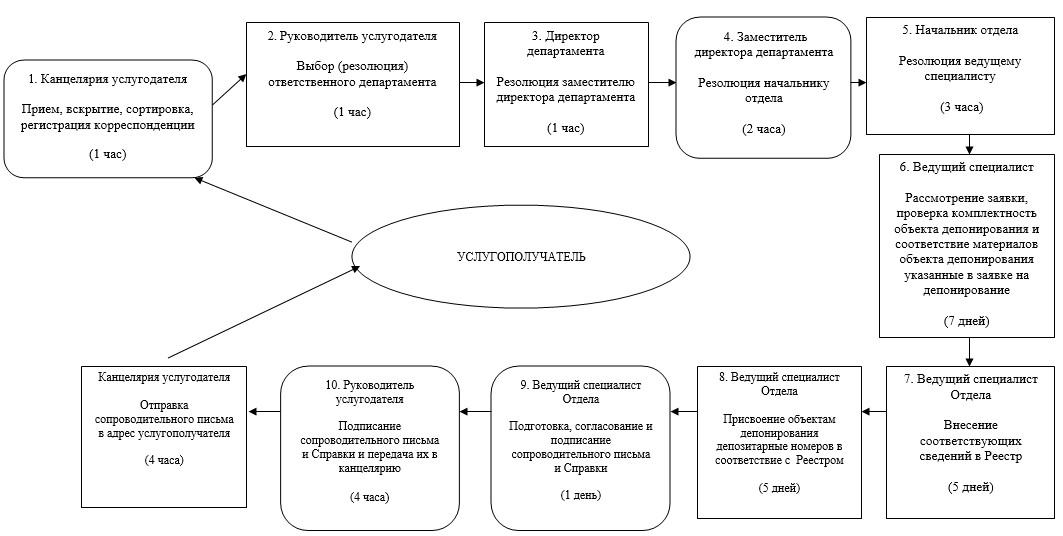 1. Канцелярия услугодателя
Прием, вскрытие, сортировка,
регистрация корреспонденции
(1 час)
2. Руководитель услугодателя
Выбор (резолюция)
ответственного департамента
(1 час)
3. Директор
департамента
Резолюция заместителю
директора департамента
(1 час)
4. Заместитель
директора департамента
Резолюция начальнику
отдела
(2 часа)
5. Начальник отдела
Резолюция ведущему
специалисту
(3 часа)
6. Ведущий специалист
Рассмотрение заявки,
проверка комплектность
объекта депонирования и
соответствие материалов
объекта депонирования
указанные в заявке на
депонирование
(7 дней)
УСЛУГОПОЛУЧАТЕЛЬ
Канцелярия услугодателя
Отправка
сопроводительного письма
в адрес услугополучателя
(4 часа)
10. Руководитель
услугодателя
Подписание
сопроводительного письма
и Справки и передача их в
канцелярию
(4 часа)
9. Ведущий специалист
Отдела
Подготовка, согласование и
подписание
сопроводительного письма
и Справки
(1 день)
8. Ведущий специалист
Отдела
Присвоение объектам
депонирования
депозитарных номеров в
соответствие с Реестром
(5 дней)
7. Ведущий специалист
Отдела
Внесение
соответствующих
сведений в Реестр
(5 дней)